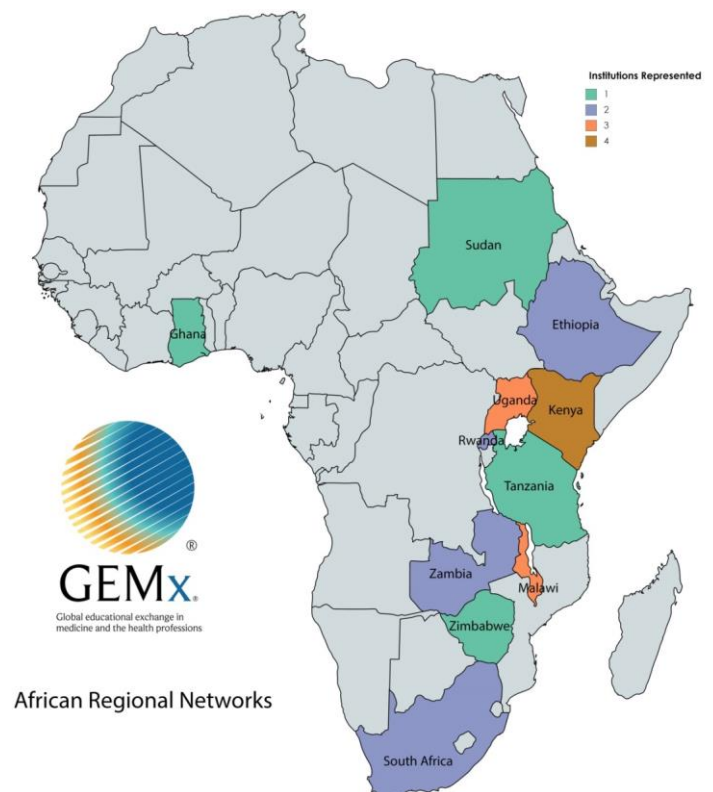 Institutions Represented
1
2
3
4
Sudan
Ghana
Ethiopia
Uganda
Kenya
Rwanda
Tanzania
Zambia
Malawi
Zimbabwe
South Africa
®
GEMx®
Global educational exchange in
medicine and the health professions
African Regional Networks